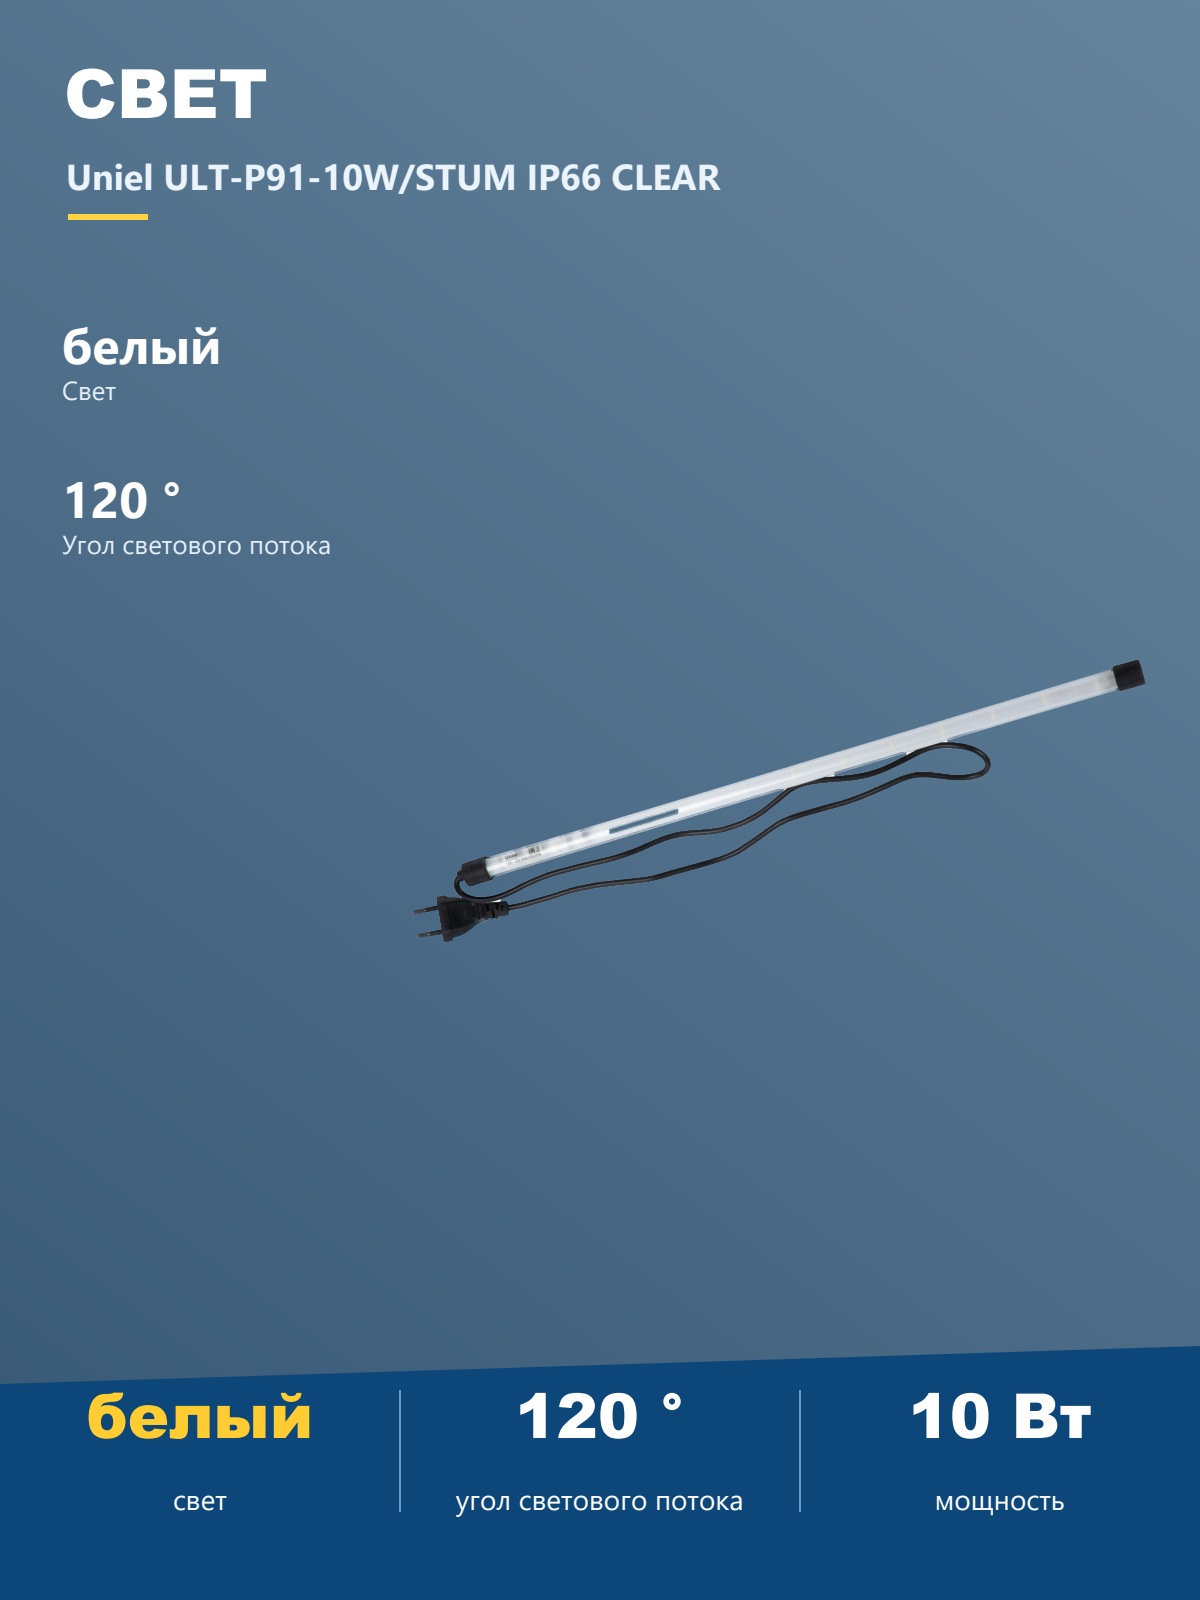 СВЕТ
Uniel ULT-P91-10W/STUM IP66 CLEAR
белый
Свет
120 °
Угол светового потока
Uniel
белый
свет
120 °
угол светового потока
10 Вт
мощность